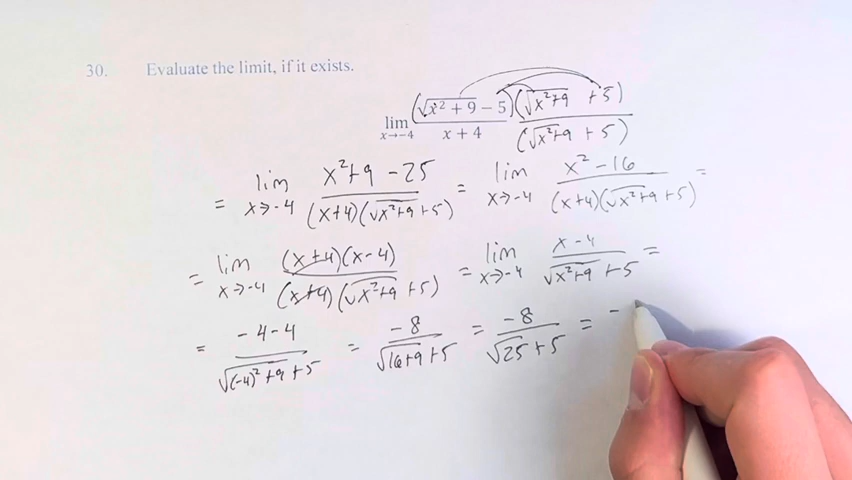 30. Evaluate the limit, if it exists.
lim x→-4 (√x² + 9 - 5)/(x + 4) (√x²+9 + 5)/(√x²+9 + 5)
= lim x→-4 (x²+9 - 25)/((x+4)(√x²+9 + 5)) = lim x→-4 (x² - 16)/((x+4)(√x²+9 + 5)) =
= lim x→-4 ((x+4)(x-4))/((x+4)(√x²+9 + 5)) = lim x→-4 (x-4)/(√x²+9 + 5) =
= (-4-4)/(√(-4)²+9 + 5) = -8/(√16+9 + 5) = -8/(√25 + 5) = -